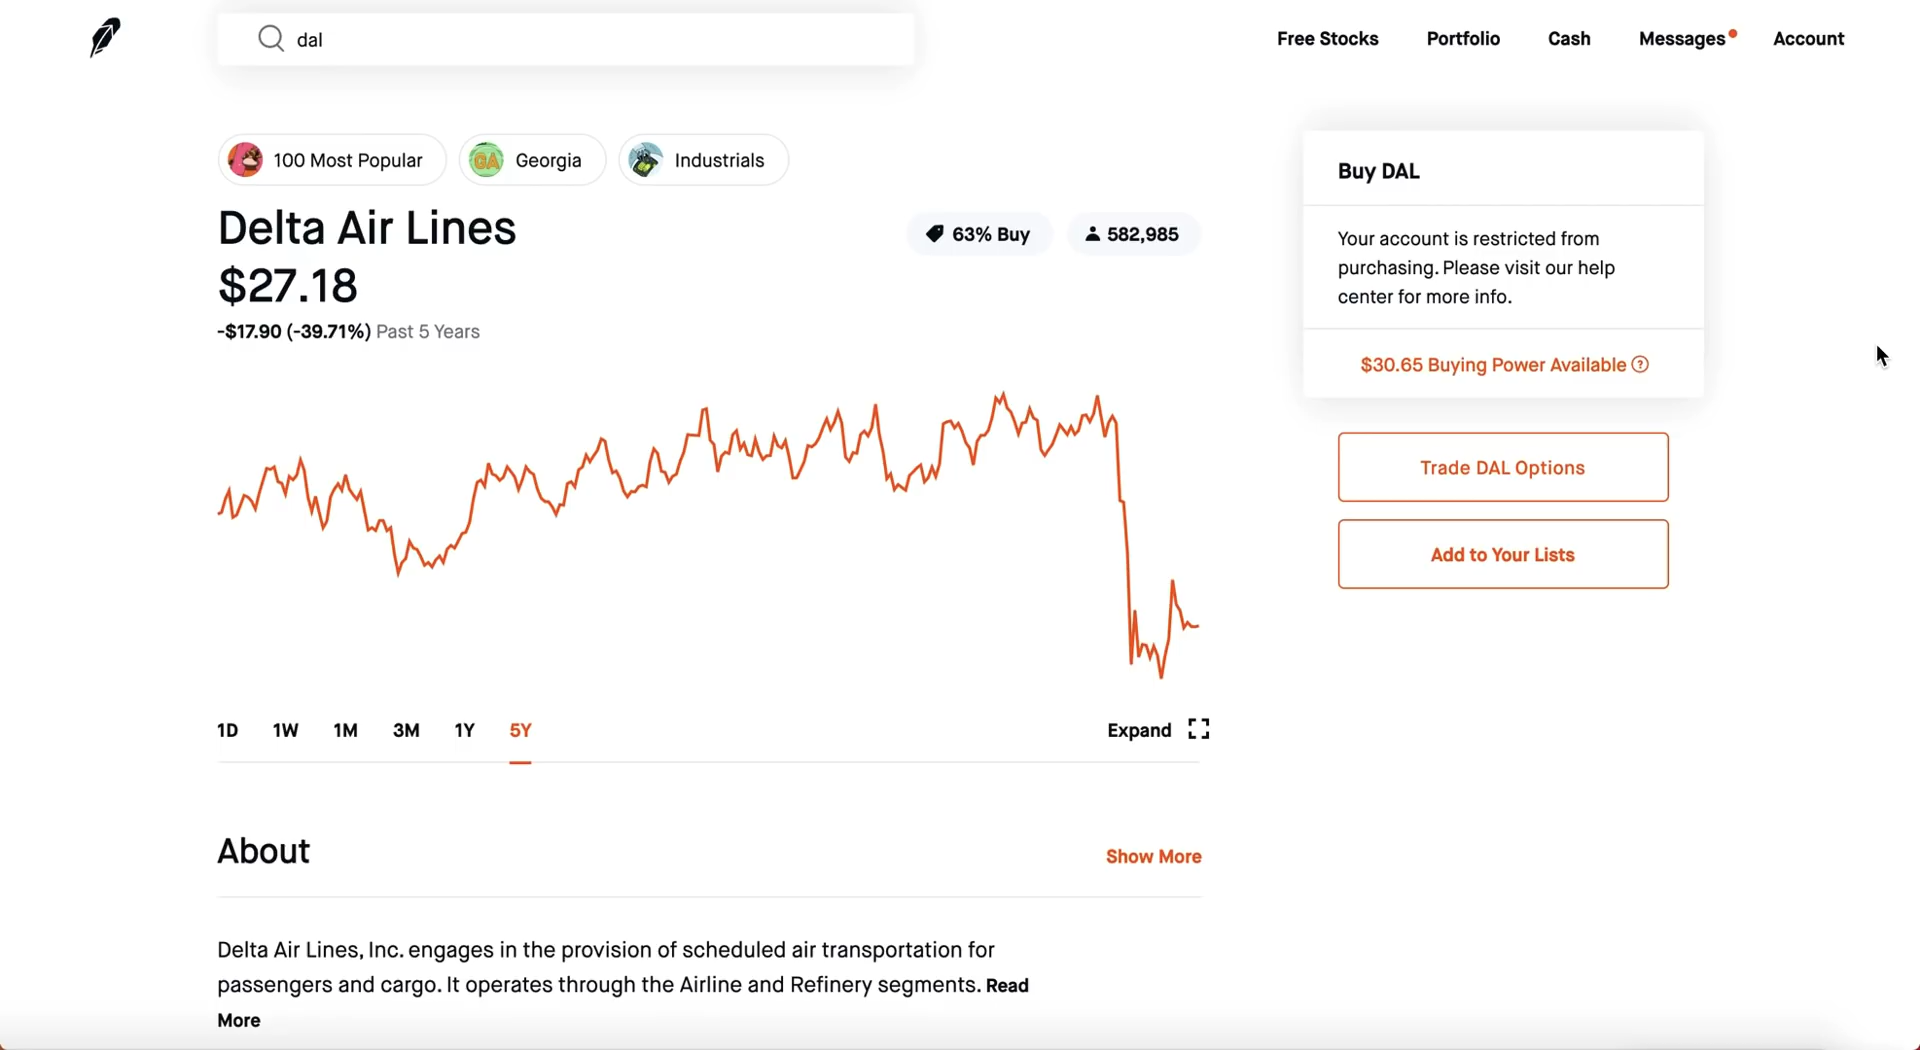 dal
Free Stocks
Portfolio
Cash
Messages
Account
100 Most Popular
GA
Georgia
Industrials
Delta Air Lines
$27.18
-$17.90 (-39.71%) Past 5 Years
63% Buy
582,985
Buy DAL
Your account is restricted from
purchasing. Please visit our help
center for more info.
$30.65 Buying Power Available ?
Trade DAL Options
Add to Your Lists
1D
1W
1M
3M
1Y
5Y
Expand
About
Show More
Delta Air Lines, Inc. engages in the provision of scheduled air transportation for
passengers and cargo. It operates through the Airline and Refinery segments. Read
More